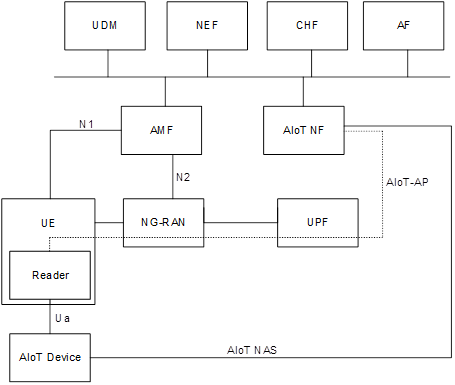 UDM
NEF
CHF
AF
N1
AMF
AIoT NF
N2
AIoT-AP
UE
NG-RAN
UPF
Reader
Ua
AIoT Device
AIoT NAS